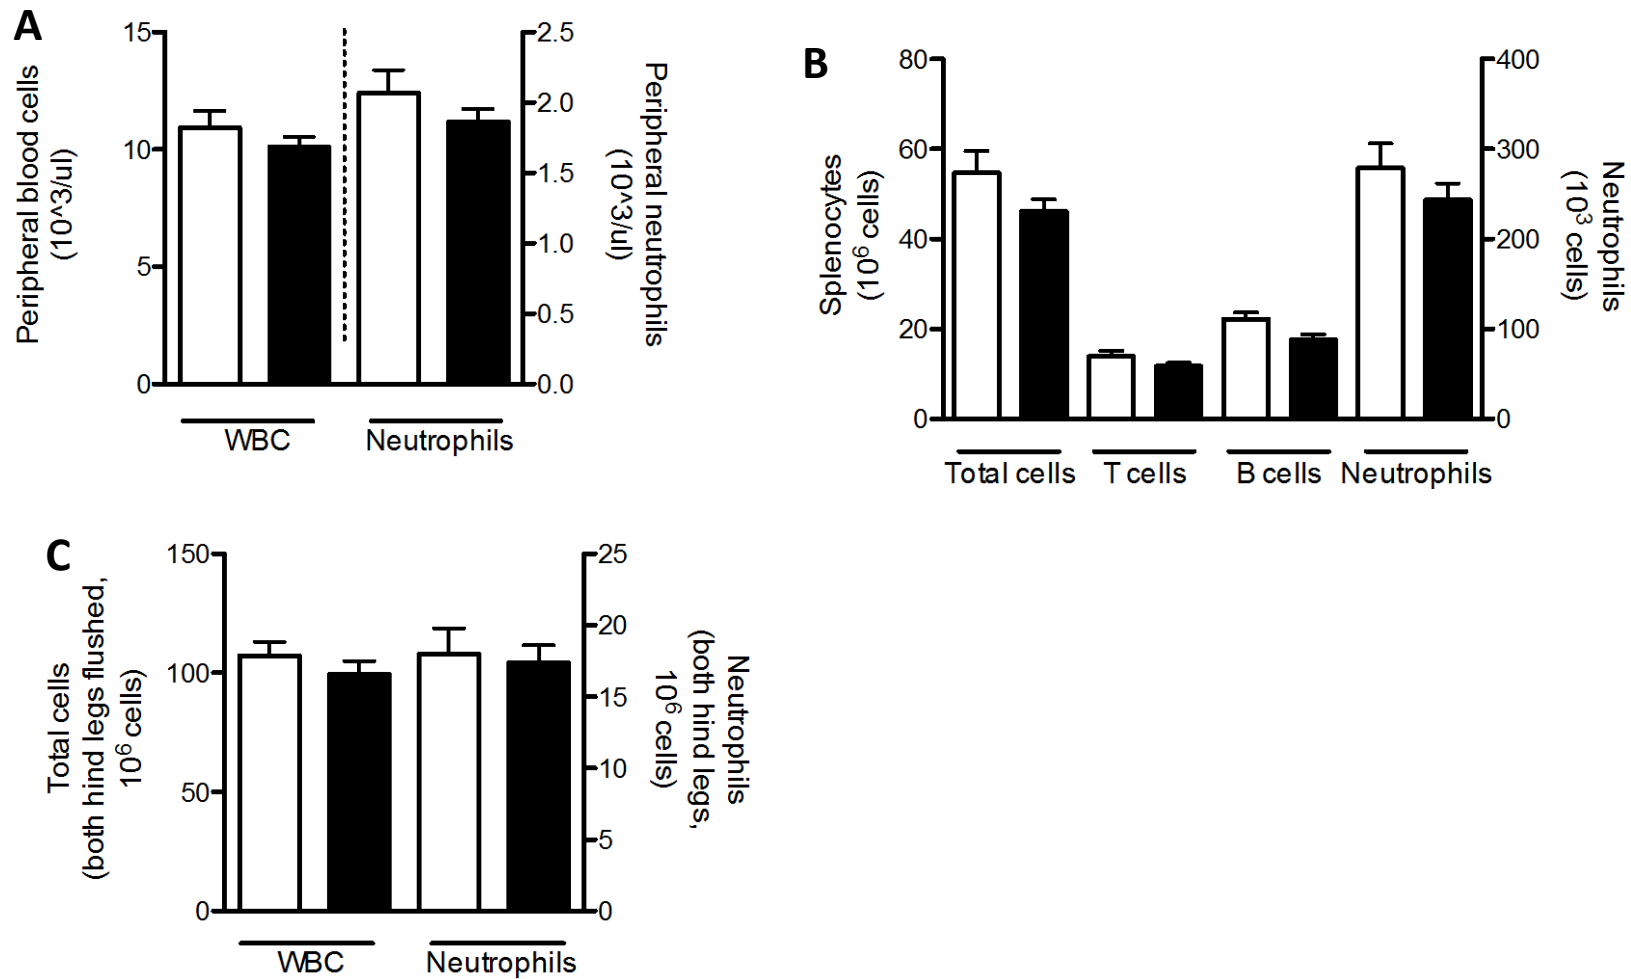 A
15
10
5
0
Peripheral blood cells
(10^3/ul)
2.5
2.0
1.5
1.0
0.5
0.0
Peripheral neutrophils
(10^3/ul)
WBC
Neutrophils
B
80
60
40
20
0
Splenocytes
(10⁶ cells)
400
300
200
100
0
Neutrophils
(10³ cells)
Total cells
T cells
B cells
Neutrophils
C
150
100
50
0
Total cells
(both hind legs flushed,
10⁶ cells)
25
20
15
10
5
0
Neutrophils
(both hind legs,
10⁶ cells)
WBC
Neutrophils